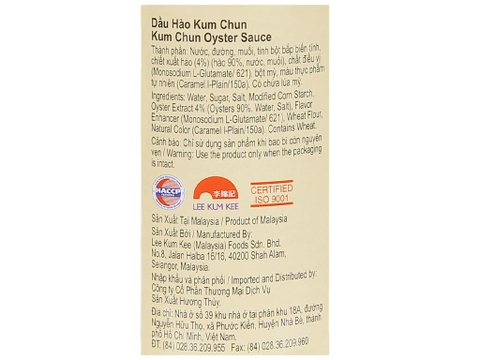 Dầu Hào Kum Chun
Kum Chun Oyster Sauce
Thành phần: Nước, đường, muối, tinh bột bắp biến tính,
chiết xuất hào (4%) (hào 90%, nước, muối), chất điều vị
(Monosodium L-Glutamate/ 621), bột mỳ, màu thực phẩm
tự nhiên (Caramel I-Plain/150a). Có chứa lúa mỳ.
Ingredients: Water, Sugar, Salt, Modified Corn Starch,
Oyster Extract 4% (Oysters 90%, Water, Salt), Flavor
Enhancer (Monosodium L-Glutamate/ 621), Wheat Flour,
Natural Color (Caramel I-Plain/150a). Contains Wheat.
Cảnh báo: Chỉ sử dụng sản phẩm khi bao bì còn nguyên
vẹn / Warning: Use the product only when the packaging
is intact.
HACCP
李錦記
LEE KUM KEE
CERTIFIED
ISO 9001
Sản Xuất Tại Malaysia / Product of Malaysia
Sản Xuất Bởi / Manufactured By:
Lee Kum Kee (Malaysia) Foods Sdn. Bhd.
No.8, Jalan Halba 16/16, 40200 Shah Alam,
Selangor, Malaysia.
Nhập khẩu và phân phối / Imported and Distributed by:
Công ty Cổ Phần Thương Mại Dịch Vụ
Sản Xuất Hương Thủy.
Địa chỉ: Nhà ở số 39 khu nhà ở tại phân khu 18A, đường
Nguyễn Hữu Thọ, xã Phước Kiển, Huyện Nhà Bè, thành
phố Hồ Chí Minh, Việt Nam.
ĐT: (84) 028.36.209.955 Fax: (84) 028.36.209.960